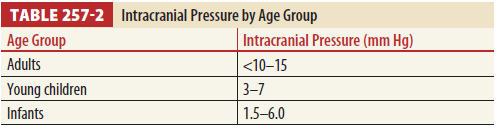 TABLE 257-2 Intracranial Pressure by Age Group
Age Group Intracranial Pressure (mm Hg)
Adults <10–15
Young children 3–7
Infants 1.5–6.0